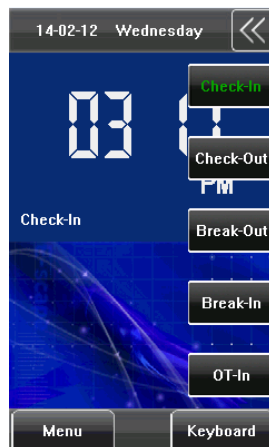 14-02-12 Wednesday
Check-In
03
Check-Out
PM
Check-In
Break-Out
Break-In
OT-In
Menu
Keyboard